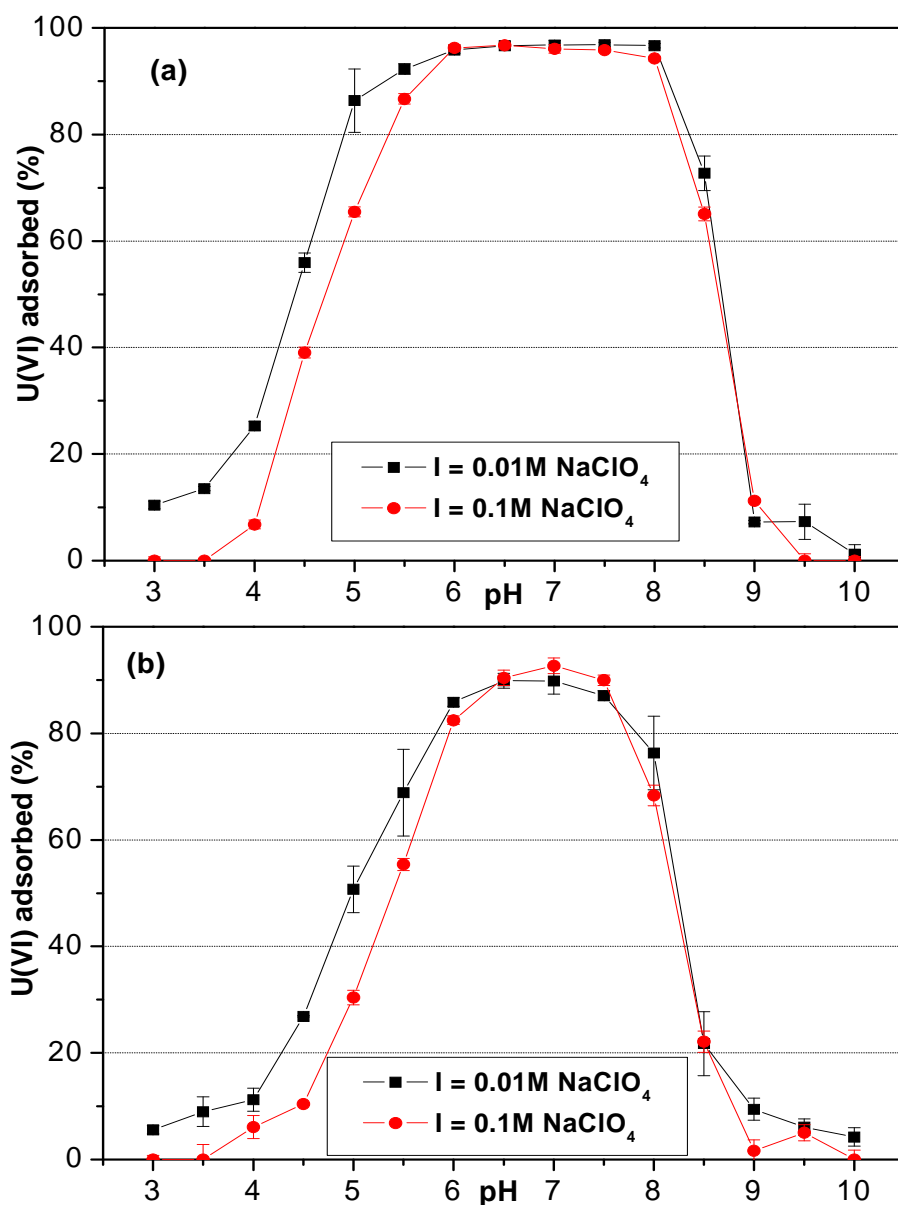 100
(a)
80
60
40
20
0
U(VI) adsorbed (%)
I = 0.01M NaClO₄
I = 0.1M NaClO₄
3 4 5 6 7 8 9 10
pH
100
(b)
80
60
40
20
0
U(VI) adsorbed (%)
I = 0.01M NaClO₄
I = 0.1M NaClO₄
3 4 5 6 7 8 9 10
pH